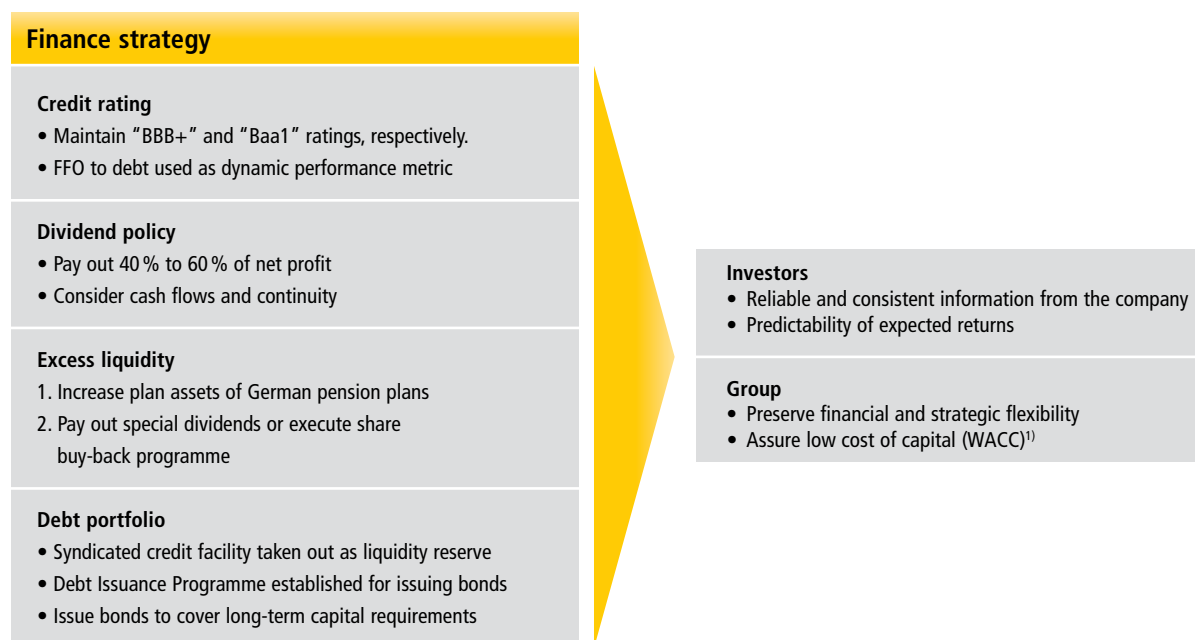 Finance strategy
Credit rating
• Maintain “BBB+” and “Baa1” ratings, respectively.
• FFO to debt used as dynamic performance metric
Dividend policy
• Pay out 40 % to 60 % of net profit
• Consider cash flows and continuity
Excess liquidity
1. Increase plan assets of German pension plans
2. Pay out special dividends or execute share
buy-back programme
Debt portfolio
• Syndicated credit facility taken out as liquidity reserve
• Debt Issuance Programme established for issuing bonds
• Issue bonds to cover long-term capital requirements
Investors
• Reliable and consistent information from the company
• Predictability of expected returns
Group
• Preserve financial and strategic flexibility
• Assure low cost of capital (WACC)1)